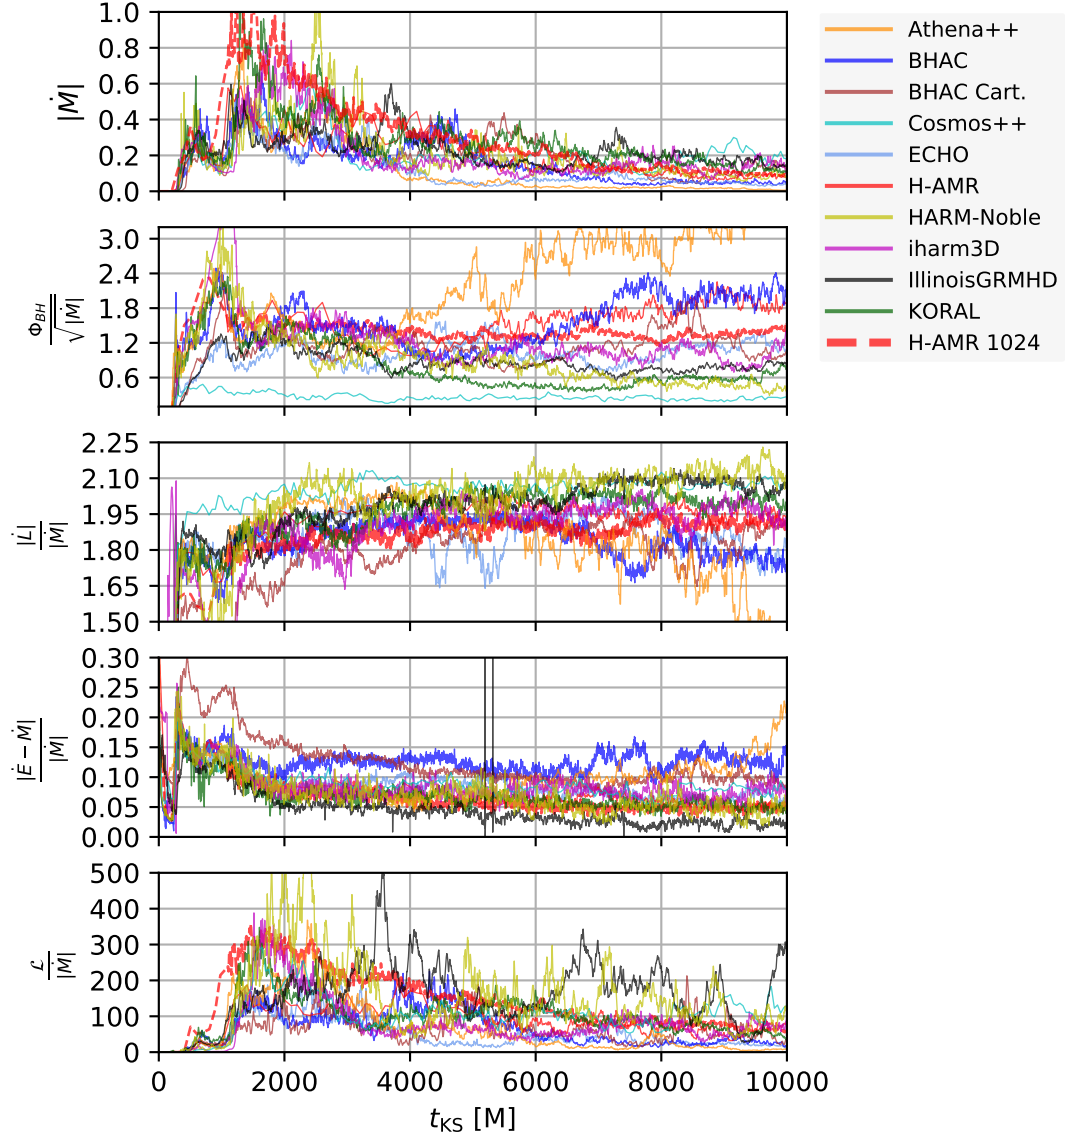 1.0
0.8
0.6
0.4
0.2
0.0
|Ṁ|
3.0
2.4
1.8
1.2
0.6
Φ_BH / √|Ṁ|
2.25
2.10
1.95
1.80
1.65
1.50
|L̇| / |Ṁ|
0.30
0.25
0.20
0.15
0.10
0.05
0.00
|Ė − Ṁ| / |Ṁ|
500
400
300
200
100
0
ℒ / |Ṁ|
0 2000 4000 6000 8000 10000
t_KS [M]
Athena++
BHAC
BHAC Cart.
Cosmos++
ECHO
H-AMR
HARM-Noble
iharm3D
IllinoisGRMHD
KORAL
H-AMR 1024